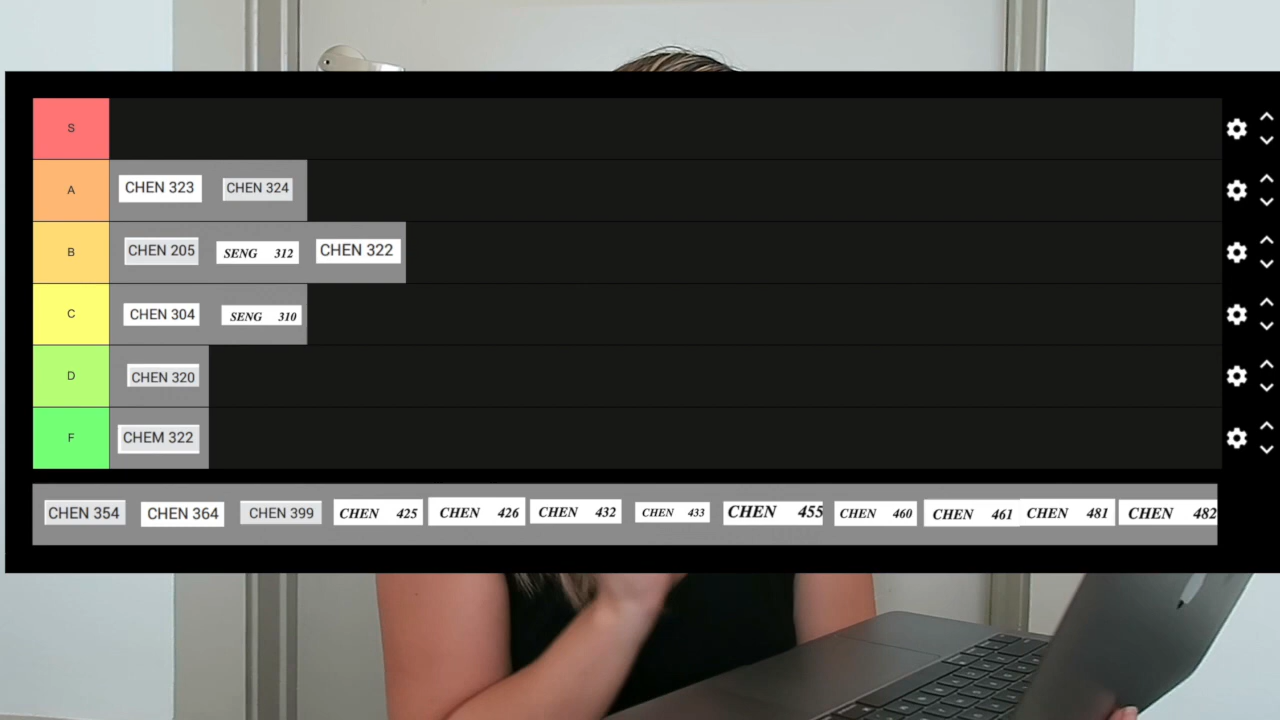 S
A CHEN 323 CHEN 324
B CHEN 205 SENG 312 CHEN 322
C CHEN 304 SENG 310
D CHEN 320
F CHEM 322
CHEN 354 CHEN 364 CHEN 399 CHEN 425 CHEN 426 CHEN 432 CHEN 433 CHEN 455 CHEN 460 CHEN 461 CHEN 481 CHEN 482